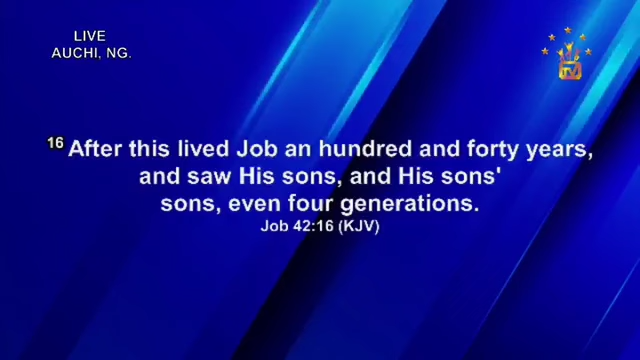 LIVE
AUCHI, NG.
TV
16 After this lived Job an hundred and forty years,
and saw His sons, and His sons'
sons, even four generations.
Job 42:16 (KJV)